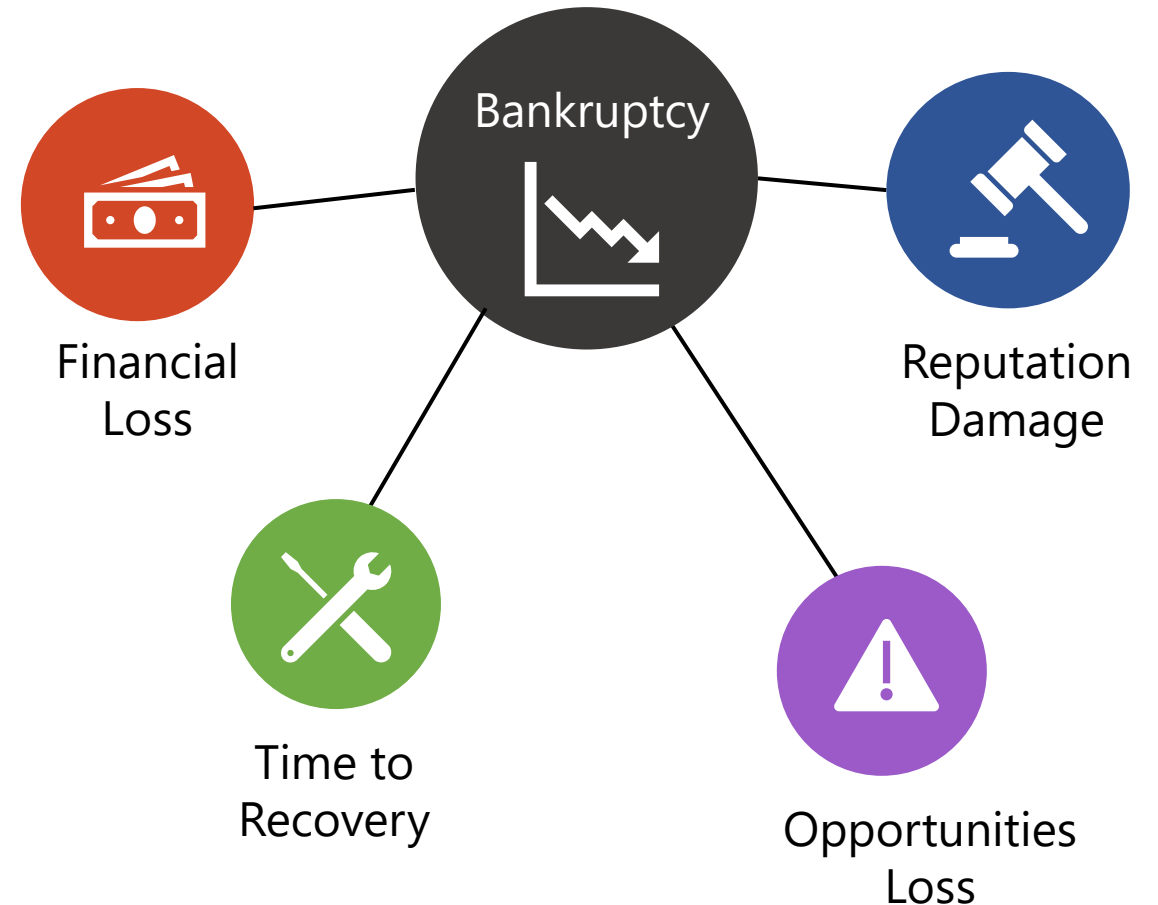 Bankruptcy
Financial
Loss
Reputation
Damage
Time to
Recovery
Opportunities
Loss